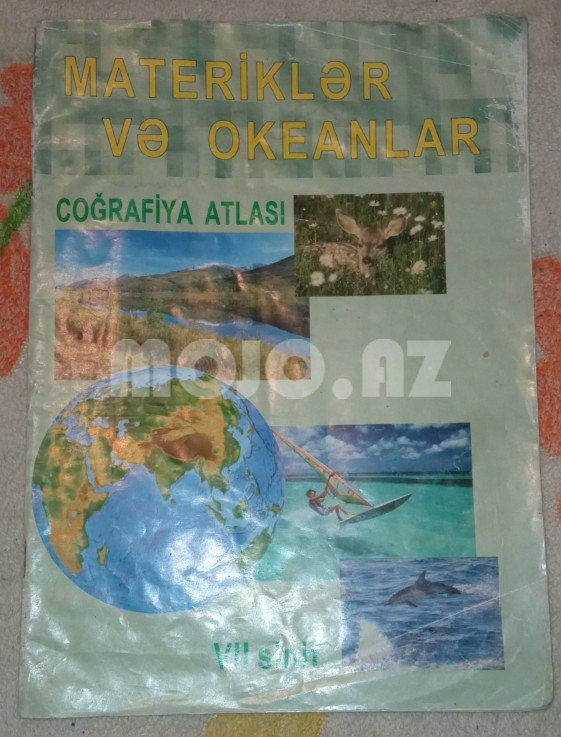 MATERİKLƏR
VƏ OKEANLAR
COĞRAFİYA ATLASI
MOJO.AZ
VII sinif